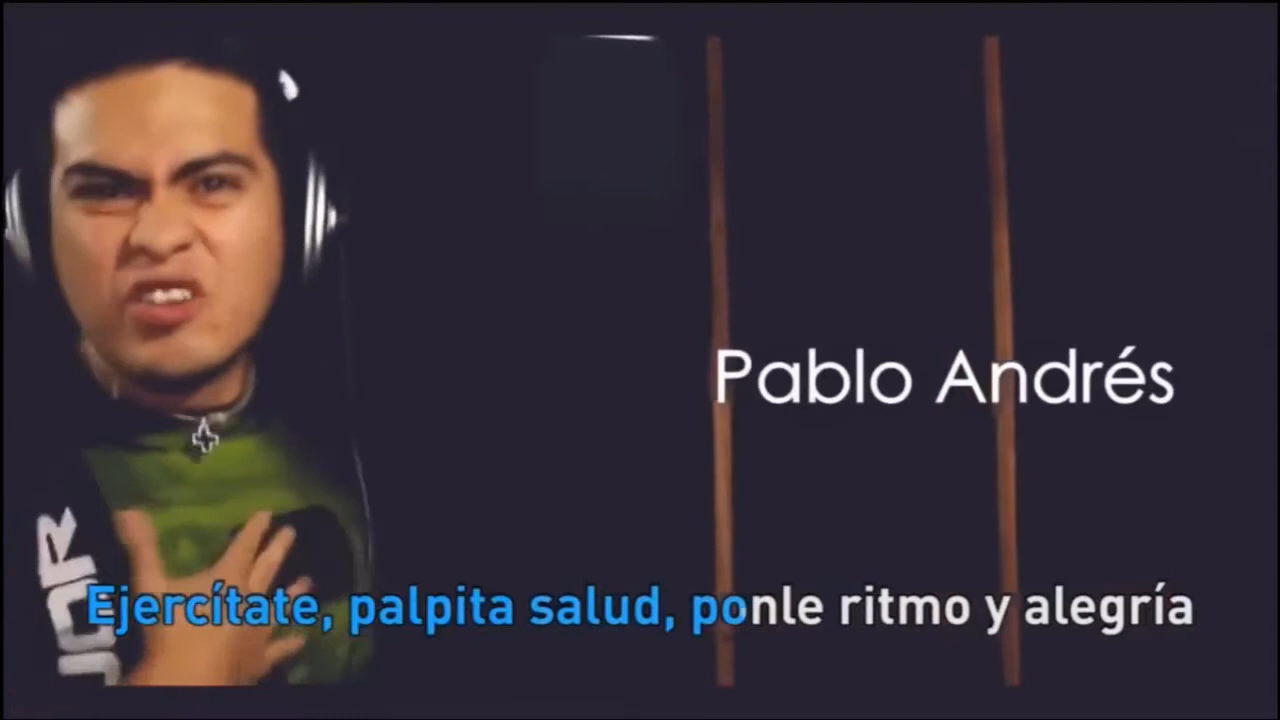 Pablo Andrés
Ejercítate, palpita salud, ponle ritmo y alegría